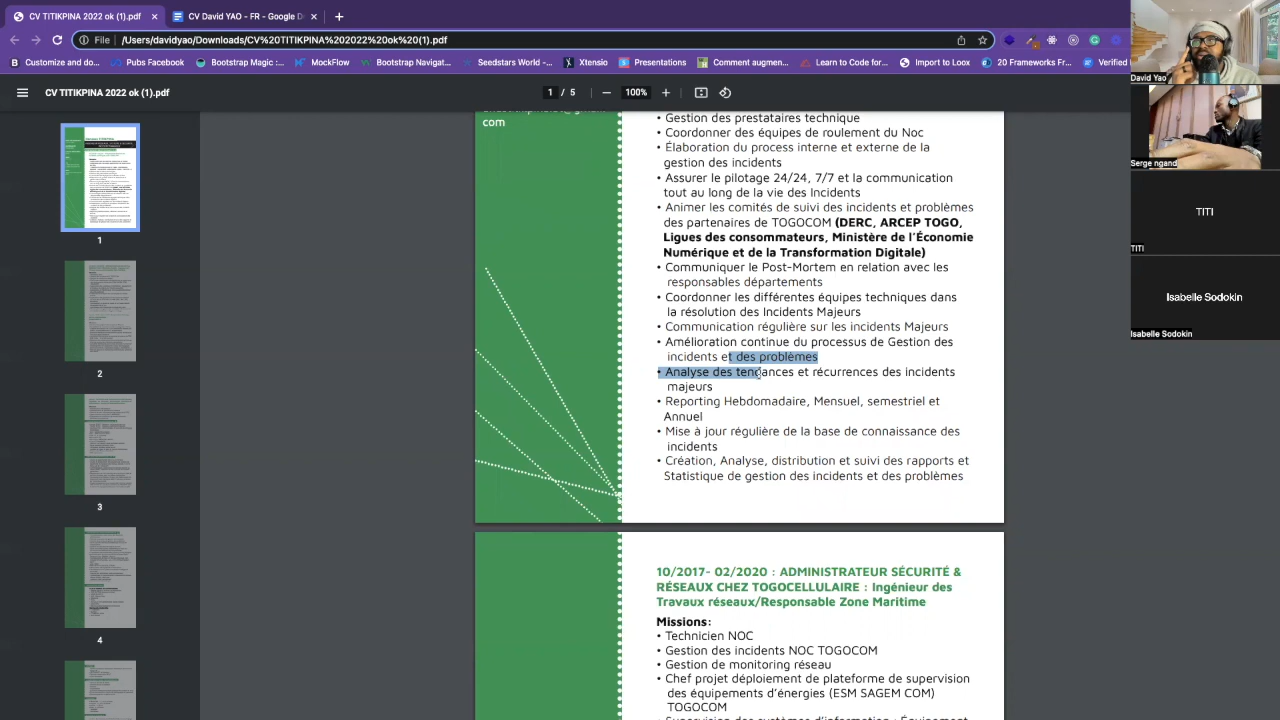 CV TITIKPINA 2022 ok (1).pdf
CV David YAO - FR - Google D
File
/Users/davidyao/Downloads/CV%20TITIKPINA%202022%20ok(1).pdf
Customize and do...
Pubs Facebook
Bootstrap Magic :...
MockFlow
Bootstrap Navigat...
Seedstars World -...
Xtensio
Presentations
Comment augmen...
Learn to Code for...
Import to Loox
20 Frameworks Fr...
Verified
CV TITIKPINA 2022 ok (1).pdf
1 / 5
100%
com
• Gestion des prestataires technique
• Coordonner des équipes de roulement du Noc
• Élaboration du process interne et externe de la
gestion des incidents
• Assurer le pilotage 24/24, 7/7 et la communication
tout au long de la vie des incidents
• Animer les comités de suivi des incidents et problèmes
des partenaires de TOGOCOM (DERC, ARCEP TOGO,
Ligues des consommateurs, Ministère de l'Économie
Numérique et de la Transformation Digitale)
• Communiquer le Post-Mortem en relation avec les
responsables départements
• Coordonner les différentes équipes techniques dans
la résolution des Incidents Majeurs
• Communication régulière sur les incidents Majeurs
• Amélioration continue du processus de Gestion des
incidents et des problèmes
• Analyse des tendances et récurrences des incidents
majeurs
• Reporting Hebdomadaire, Mensuel, semestriel et
Annuel
• Mise à jour régulière de la base de connaissance des
incidents
• Création, Analyse, distribution et suivi des rapports et
Statistique de gestion des incidents et des problèmes
10/2017- 02/2020 : ADMINISTRATEUR SÉCURITÉ &
RÉSEAUX CHEZ TOGOCELLULAIRE : Ingénieur des
Travaux réseaux/Responsable Zone Maritime
Missions:
• Technicien NOC
• Gestion des incidents NOC TOGOCOM
• Gestion de monitoring réseau
• Chef projet déploiement de plateforme de supervision
des équipements d'énergies (ESM SAGEM COM)
TOGOCOM
• Supervision des systèmes d'information : Équipement
1
2
3
4
David Yao
Serge ngand
TITI
TITI
Isabelle Sodokin
Isabelle Sodokin